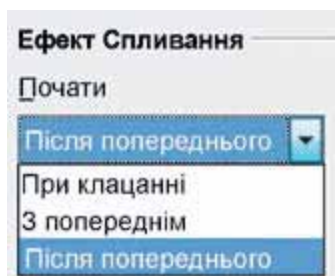 Ефект Спливання
Почати
Після попереднього
При клацанні
З попереднім
Після попереднього